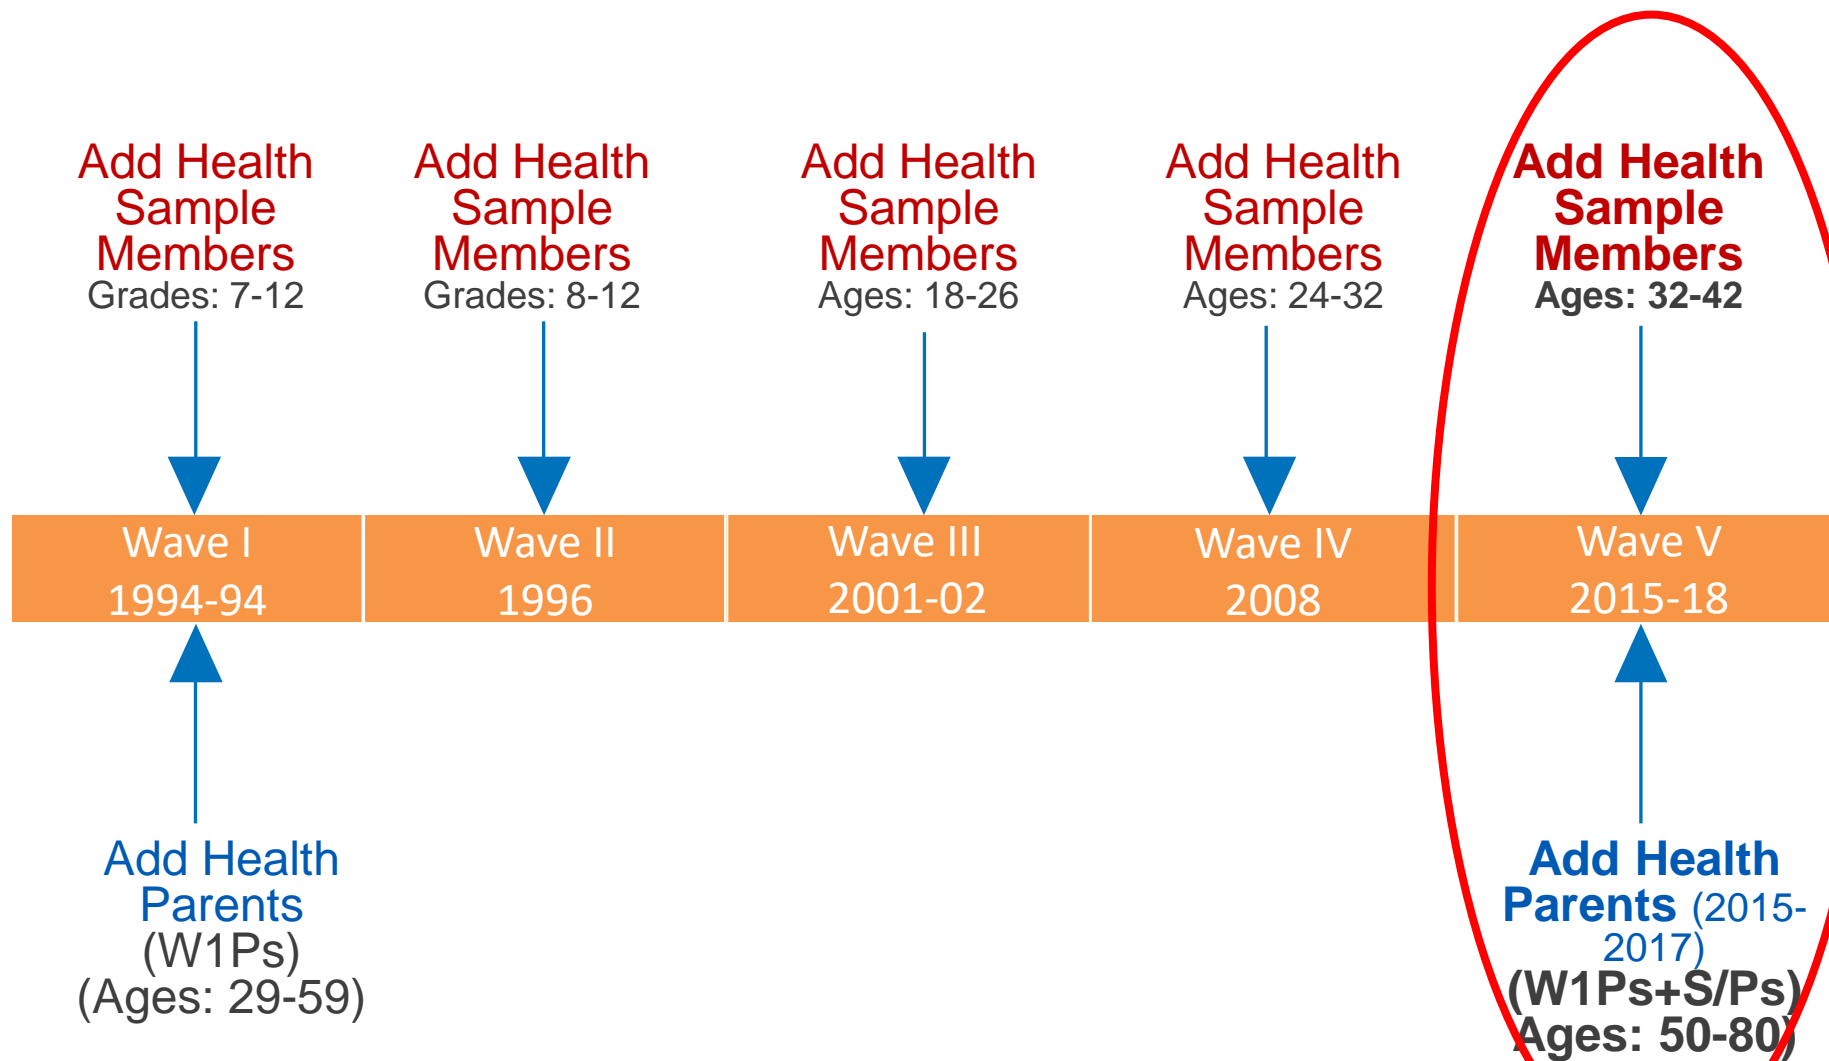 Add Health
Sample
Members
Grades: 7-12
Add Health
Sample
Members
Grades: 8-12
Add Health
Sample
Members
Ages: 18-26
Add Health
Sample
Members
Ages: 24-32
Add Health
Sample
Members
Ages: 32-42
Wave I
1994-94
Wave II
1996
Wave III
2001-02
Wave IV
2008
Wave V
2015-18
Add Health
Parents
(W1Ps)
(Ages: 29-59)
Add Health
Parents (2015-
2017)
(W1Ps+S/Ps)
Ages: 50-80)